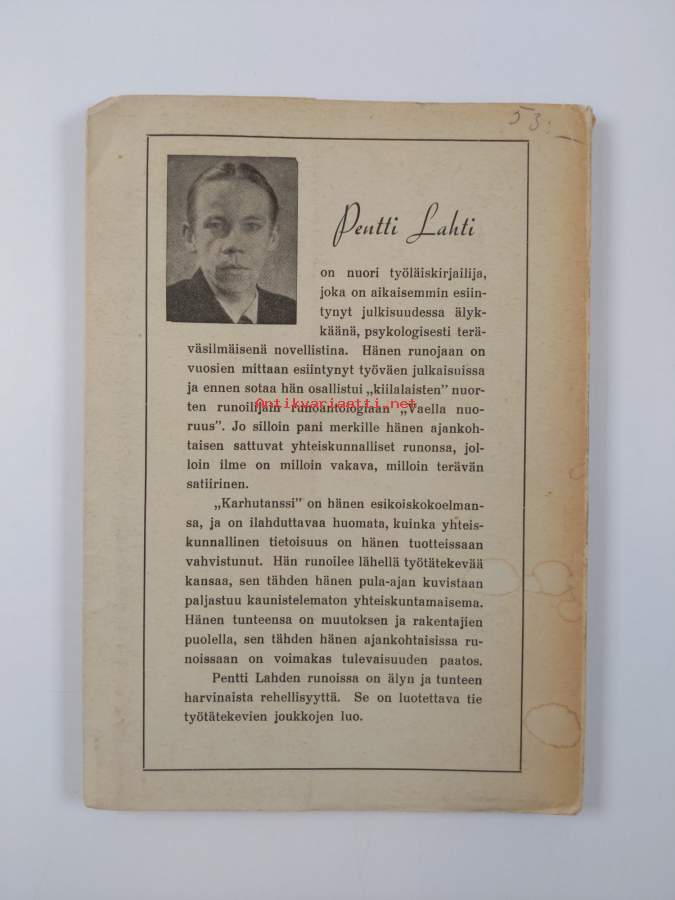 53:—
Pentti Lahti
on nuori työläiskirjailija,
joka on aikaisemmin esiin-
tynyt julkisuudessa älyk-
käänä, psykologisesti terä-
väsilmäisenä novellistina. Hänen runojaan on
vuosien mittaan esiintynyt työväen julkaisuissa
ja ennen sotaa hän osallistui „kiilalaisten" nuor-
ten runoilijain runoantologiaan „Vaella nuo-
Antikvariaatti.net
ruus". Jo silloin pani merkille hänen ajankoh-
taisen sattuvat yhteiskunnalliset runonsa, jol-
loin ilme on milloin vakava, milloin terävän
satiirinen.
„Karhutanssi" on hänen esikoiskokoelman-
sa, ja on ilahduttavaa huomata, kuinka yhteis-
kunnallinen tietoisuus on hänen tuotteissaan
vahvistunut. Hän runoilee lähellä työtätekevää
kansaa, sen tähden hänen pula-ajan kuvistaan
paljastuu kaunistelematon yhteiskuntamaisema.
Hänen tunteensa on muutoksen ja rakentajien
puolella, sen tähden hänen ajankohtaisissa ru-
noissaan on voimakas tulevaisuuden paatos.
Pentti Lahden runoissa on älyn ja tunteen
harvinaista rehellisyyttä. Se on luotettava tie
työtätekevien joukkojen luo.